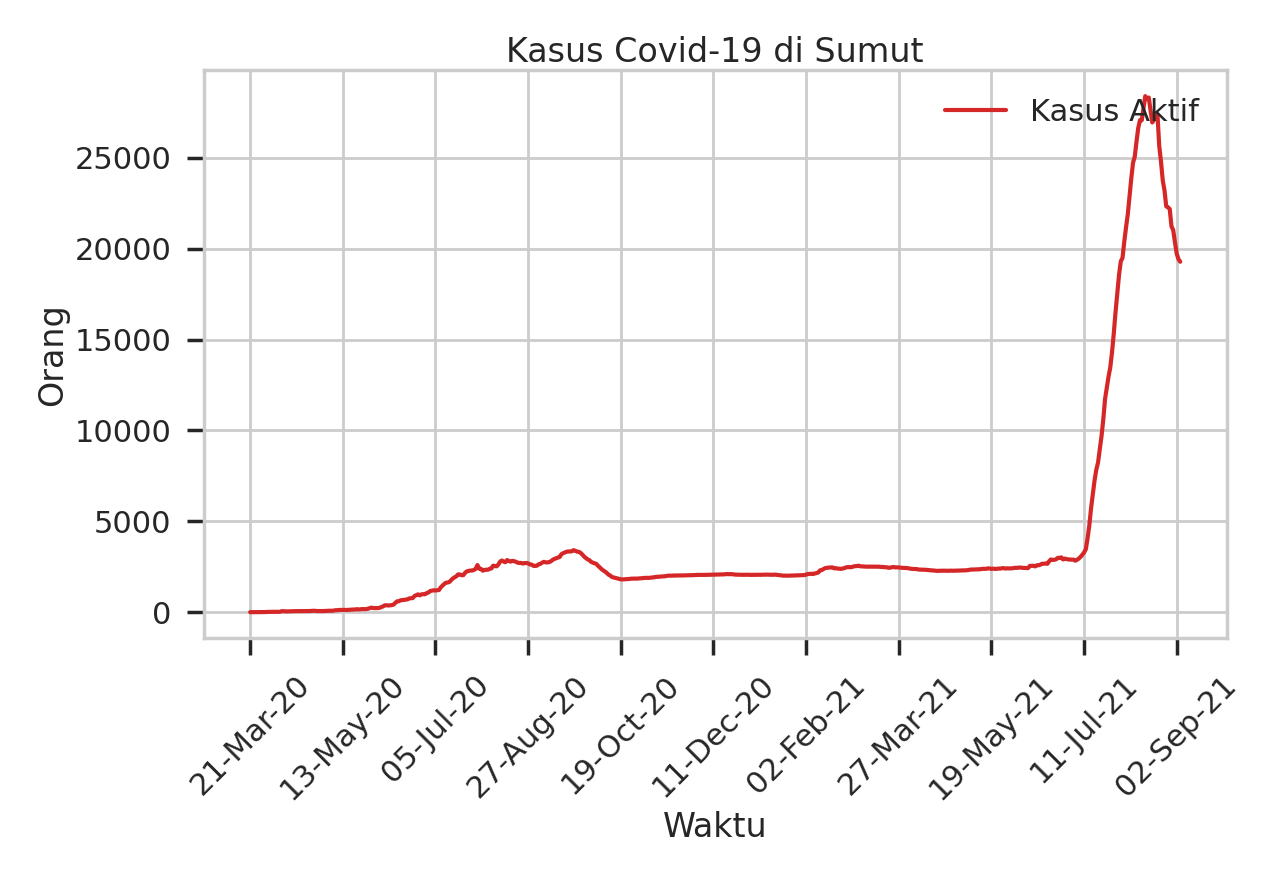 Kasus Covid-19 di Sumut
Kasus Aktif
Orang
25000
20000
15000
10000
5000
0
21-Mar-20
13-May-20
05-Jul-20
27-Aug-20
19-Oct-20
11-Dec-20
02-Feb-21
27-Mar-21
19-May-21
11-Jul-21
02-Sep-21
Waktu